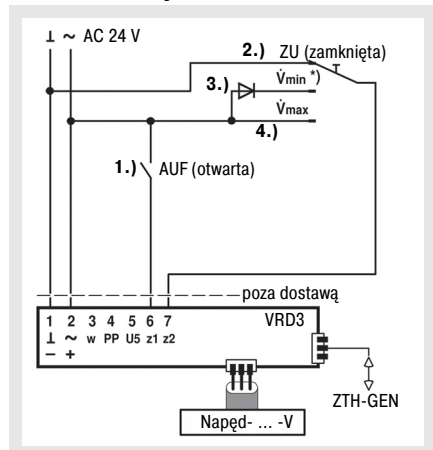 ⊥ ~ AC 24 V
2.) ZU (zamknięta)
3.) V̇min *)
V̇max
4.)
1.) AUF (otwarta)
poza dostawą
1 2 3 4 5 6 7 VRD3
⊥ ~ w PP U5 z1 z2
– +
ZTH-GEN
Napęd- ... -V